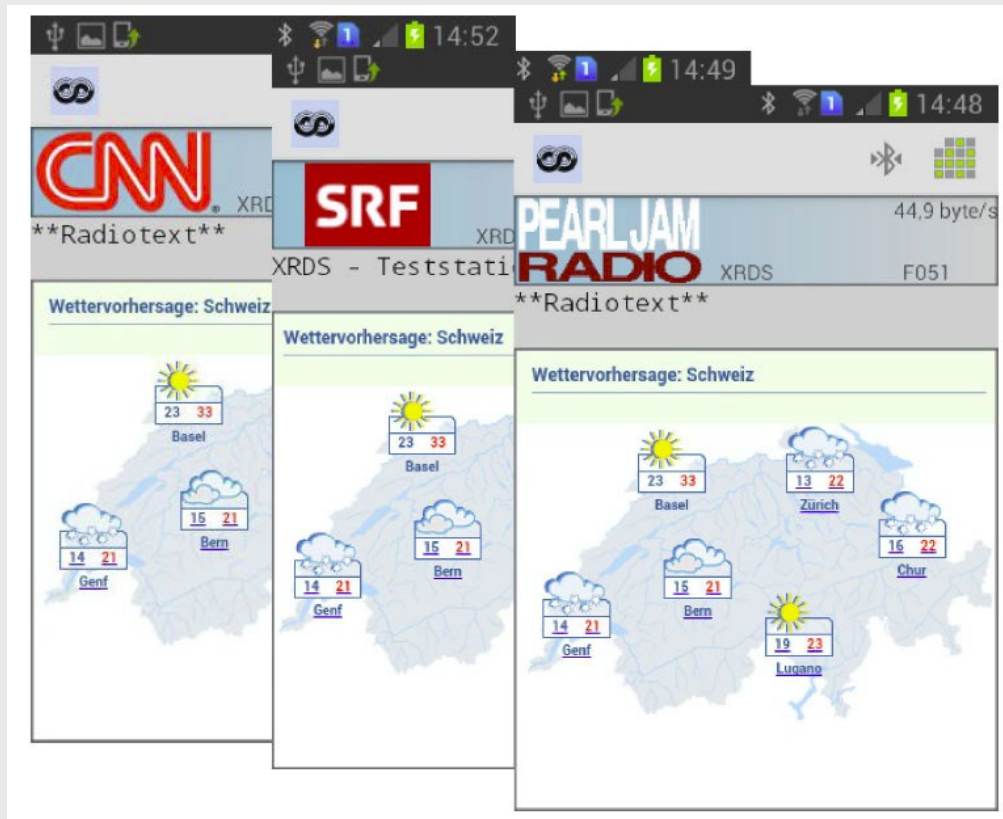 1 14:52
CNN®
XRD
**Radiotext**
Wettervorhersage: Schweiz
23 33
Basel
15 21
Bern
14 21
Genf
1 14:49
SRF
XRD
XRDS - Teststati
Wettervorhersage: Schweiz
23 33
Basel
15 21
Bern
14 21
Genf
1 14:48
PEARL JAM
RADIO
44,9 byte/s
XRDS F051
**Radiotext**
Wettervorhersage: Schweiz
23 33
Basel
13 22
Zürich
16 22
Chur
15 21
Bern
14 21
Genf
19 23
Lugano